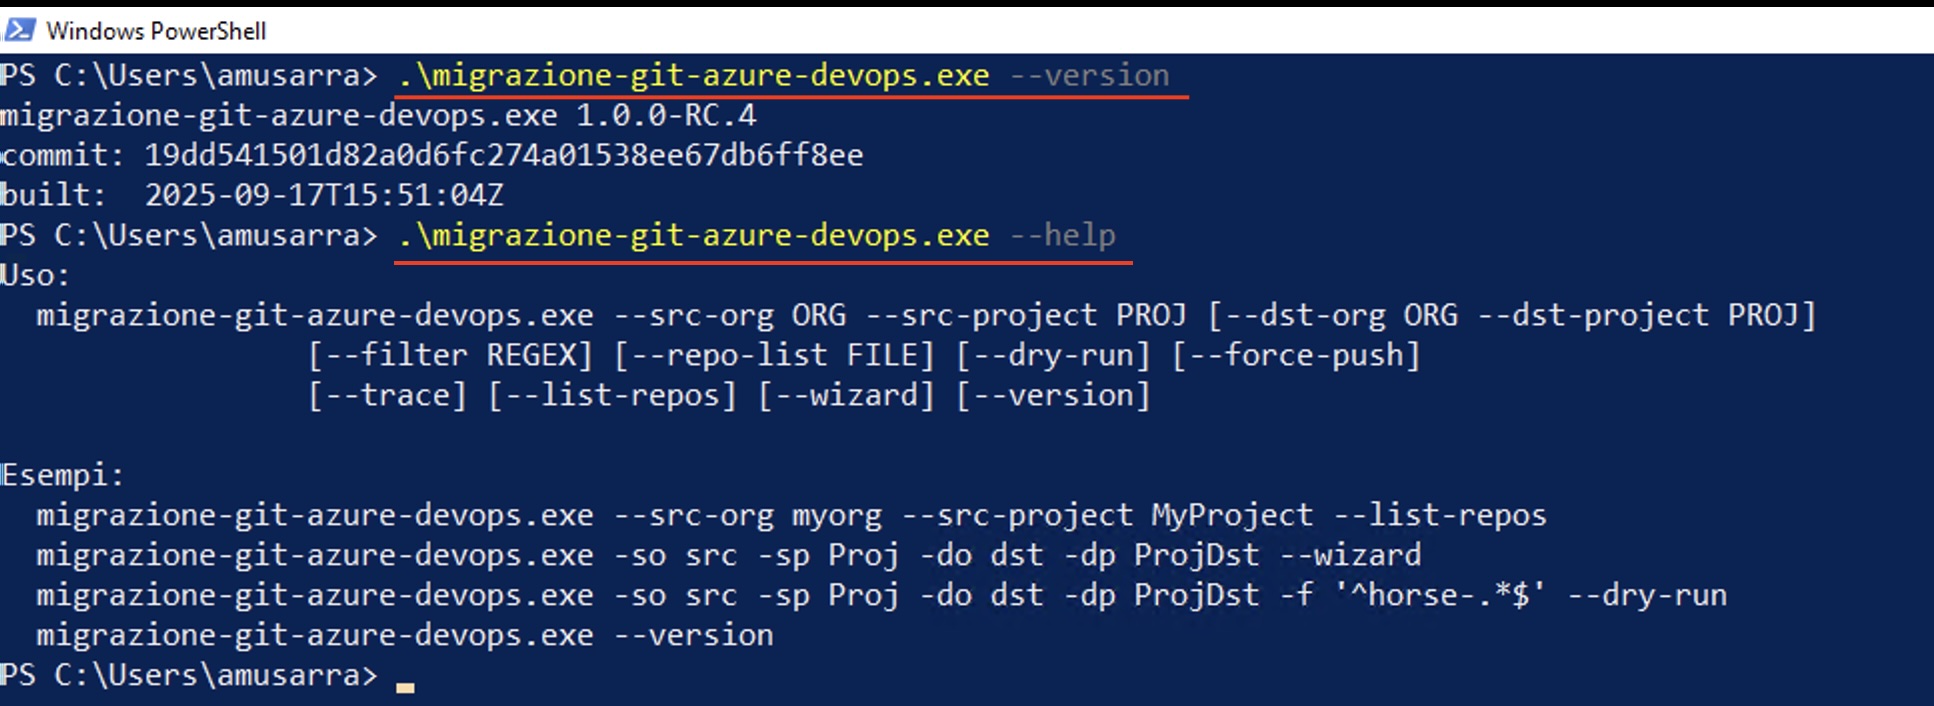 Windows PowerShell
PS C:\Users\amusarra> .\migrazione-git-azure-devops.exe --version
migrazione-git-azure-devops.exe 1.0.0-RC.4
commit: 19dd541501d82a0d6fc274a01538ee67db6ff8ee
built:  2025-09-17T15:51:04Z
PS C:\Users\amusarra> .\migrazione-git-azure-devops.exe --help
Uso:
  migrazione-git-azure-devops.exe --src-org ORG --src-project PROJ [--dst-org ORG --dst-project PROJ]
                 [--filter REGEX] [--repo-list FILE] [--dry-run] [--force-push]
                 [--trace] [--list-repos] [--wizard] [--version]
Esempi:
  migrazione-git-azure-devops.exe --src-org myorg --src-project MyProject --list-repos
  migrazione-git-azure-devops.exe -so src -sp Proj -do dst -dp ProjDst --wizard
  migrazione-git-azure-devops.exe -so src -sp Proj -do dst -dp ProjDst -f '^horse-.*$' --dry-run
  migrazione-git-azure-devops.exe --version
PS C:\Users\amusarra>